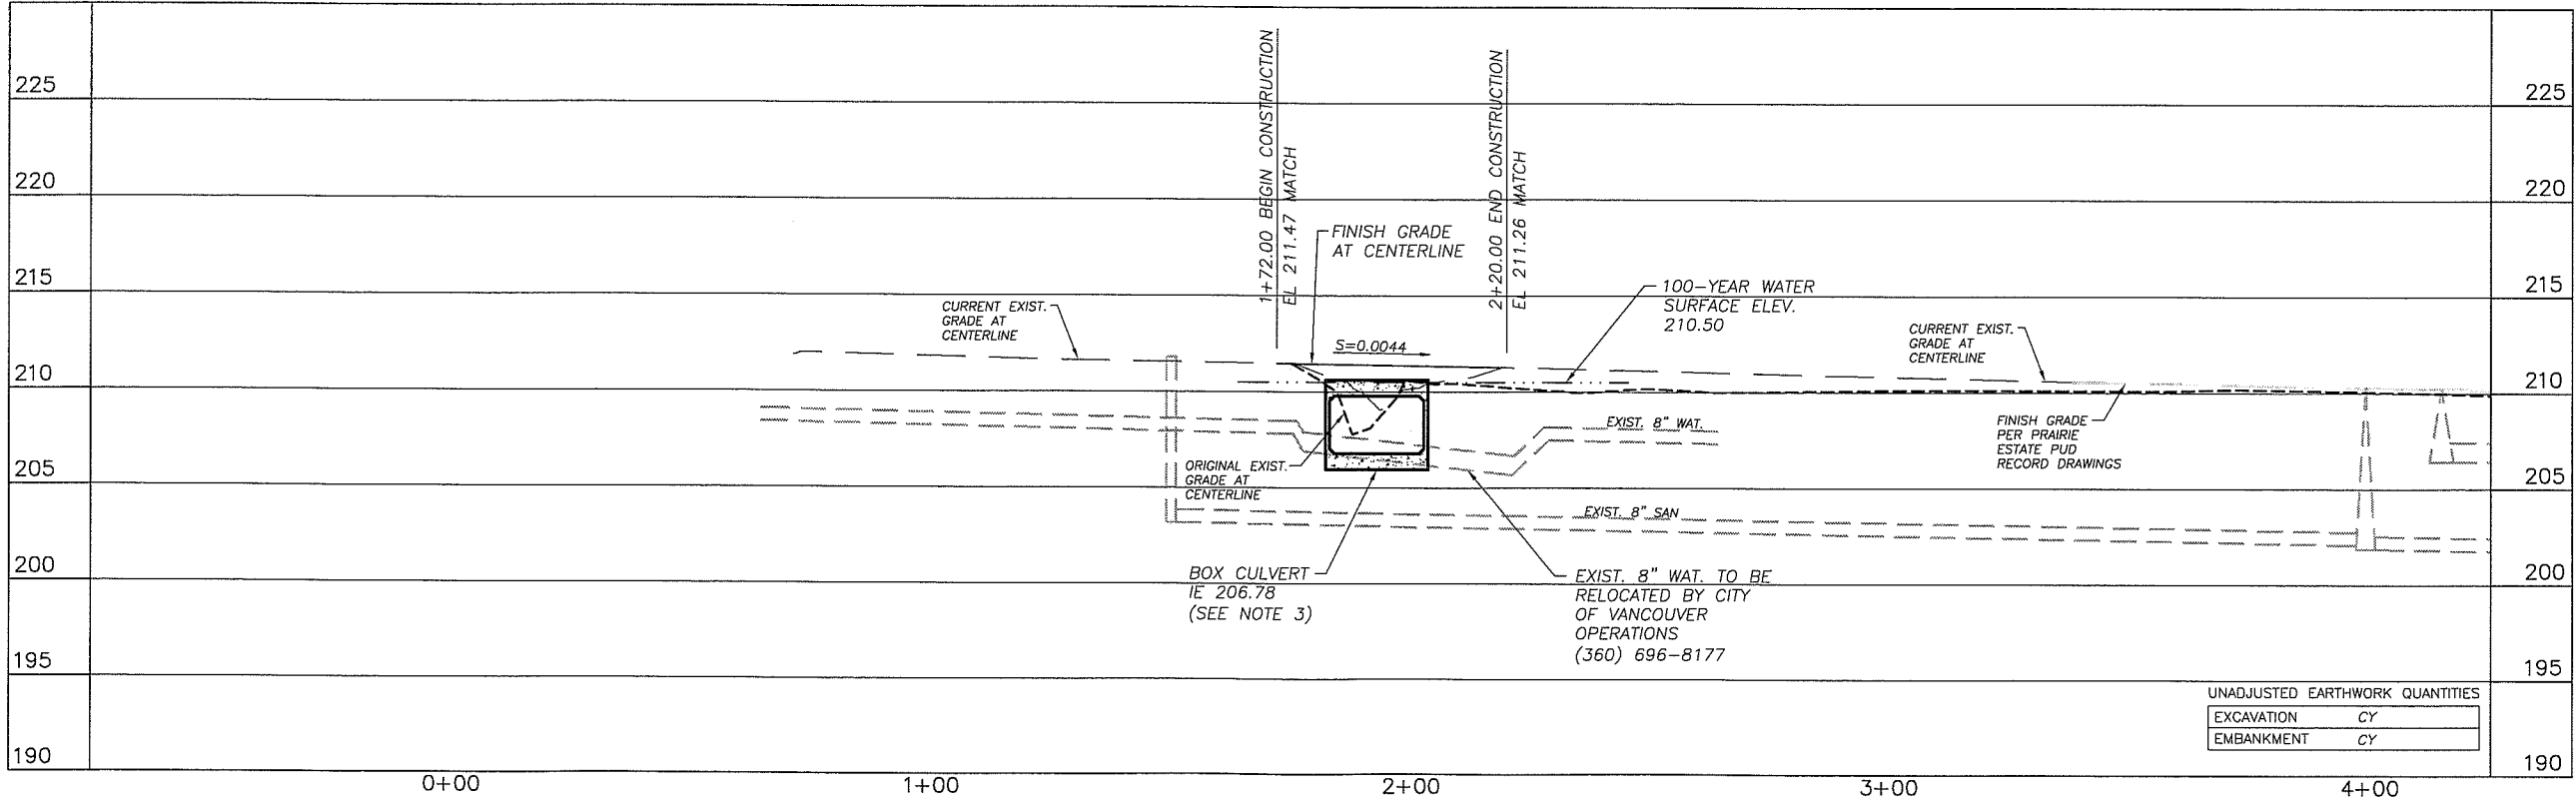 225
220
215
210
205
200
195
190
1+72.00 BEGIN CONSTRUCTION
EL 211.47 MATCH
2+20.00 END CONSTRUCTION
EL 211.26 MATCH
FINISH GRADE
AT CENTERLINE
100-YEAR WATER
SURFACE ELEV.
210.50
CURRENT EXIST.
GRADE AT
CENTERLINE
S=0.0044
CURRENT EXIST.
GRADE AT
CENTERLINE
EXIST. 8" WAT.
FINISH GRADE
PER PRAIRIE
ESTATE PUD
RECORD DRAWINGS
ORIGINAL EXIST.
GRADE AT
CENTERLINE
EXIST. 8" SAN
BOX CULVERT
IE 206.78
(SEE NOTE 3)
EXIST. 8" WAT. TO BE
RELOCATED BY CITY
OF VANCOUVER
OPERATIONS
(360) 696-8177
225
220
215
210
205
200
195
190
UNADJUSTED EARTHWORK QUANTITIES
EXCAVATION CY
EMBANKMENT CY
0+00 1+00 2+00 3+00 4+00